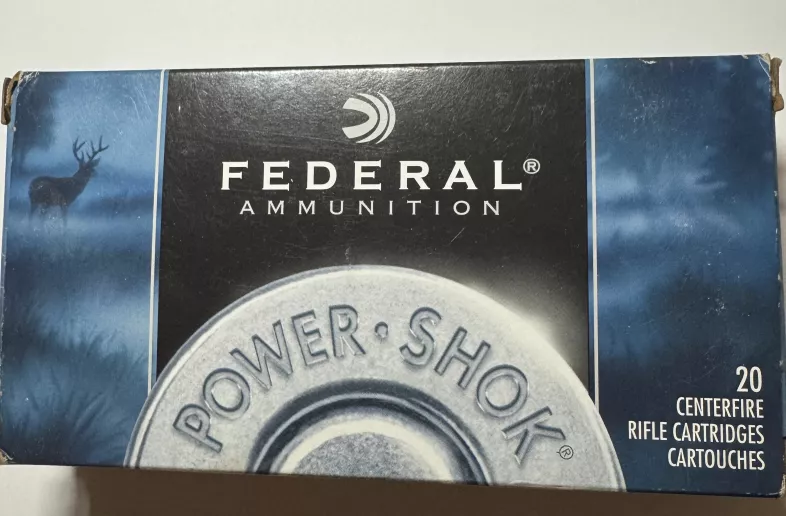 FEDERAL®
AMMUNITION
POWER·SHOK®
20
CENTERFIRE
RIFLE CARTRIDGES
CARTOUCHES